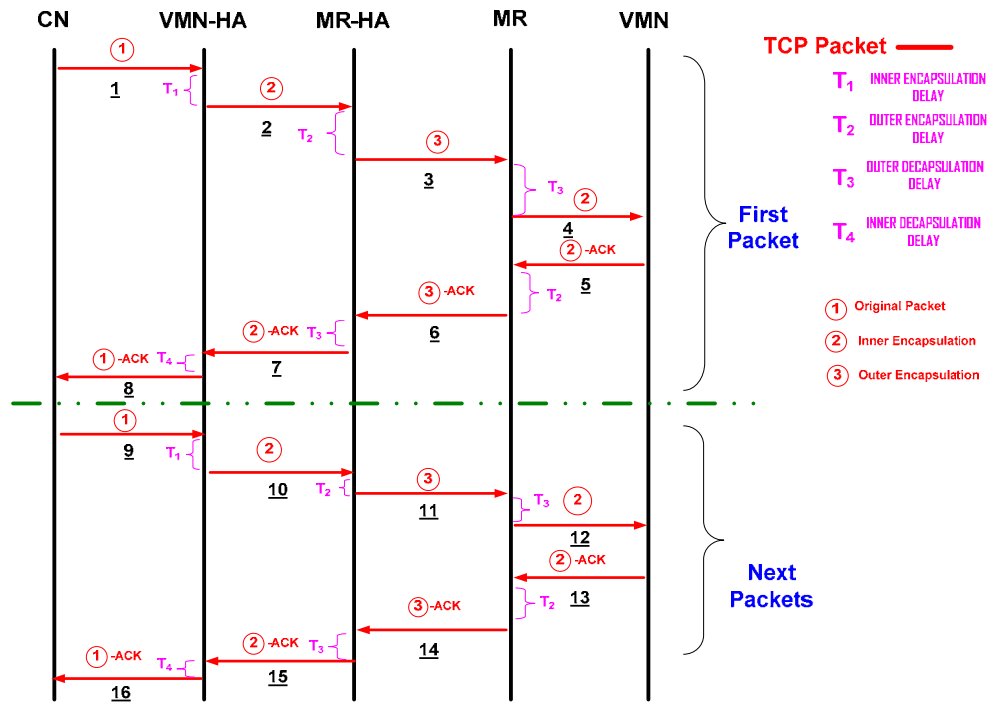 CN VMN-HA MR-HA MR VMN
TCP Packet
1
1
T1
2
2
T2
3
3
T3
2
4
2-ACK
5
T2
3-ACK
6
T3
2-ACK
7
T4
1-ACK
8
First
Packet
T1 INNER ENCAPSULATION
DELAY
T2 OUTER ENCAPSULATION
DELAY
T3 OUTER DECAPSULATION
DELAY
T4 INNER DECAPSULATION
DELAY
1 Original Packet
2 Inner Encapsulation
3 Outer Encapsulation
1
9
T1
2
10
T2
3
11
T3
2
12
2-ACK
13
T2
3-ACK
14
T3
2-ACK
15
T4
1-ACK
16
Next
Packets